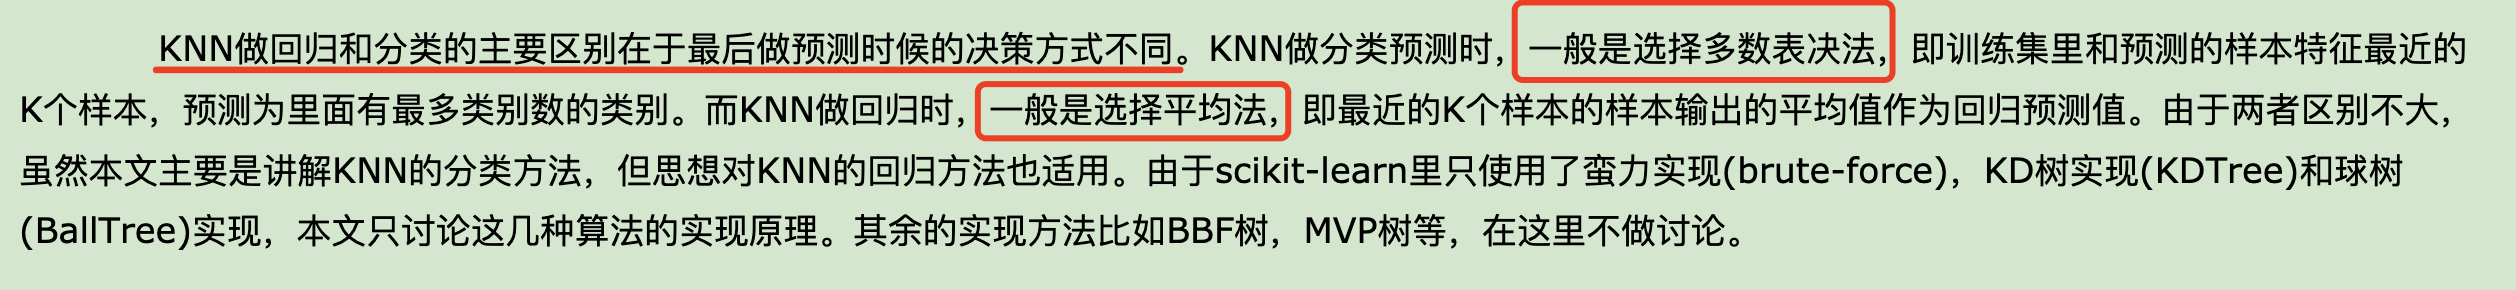 KNN做回归和分类的主要区别在于最后做预测时候的决策方式不同。KNN做分类预测时，一般是选择多数表决法，即训练集里和预测的样本特征最近的
K个样本，预测为里面有最多类别数的类别。而KNN做回归时，一般是选择平均法，即最近的K个样本的样本输出的平均值作为回归预测值。由于两者区别不大，
虽然本文主要是讲解KNN的分类方法，但思想对KNN的回归方法也适用。由于scikit-learn里只使用了蛮力实现(brute-force)，KD树实现(KDTree)和球树
(BallTree)实现，本文只讨论这几种算法的实现原理。其余的实现方法比如BBF树，MVP树等，在这里不做讨论。